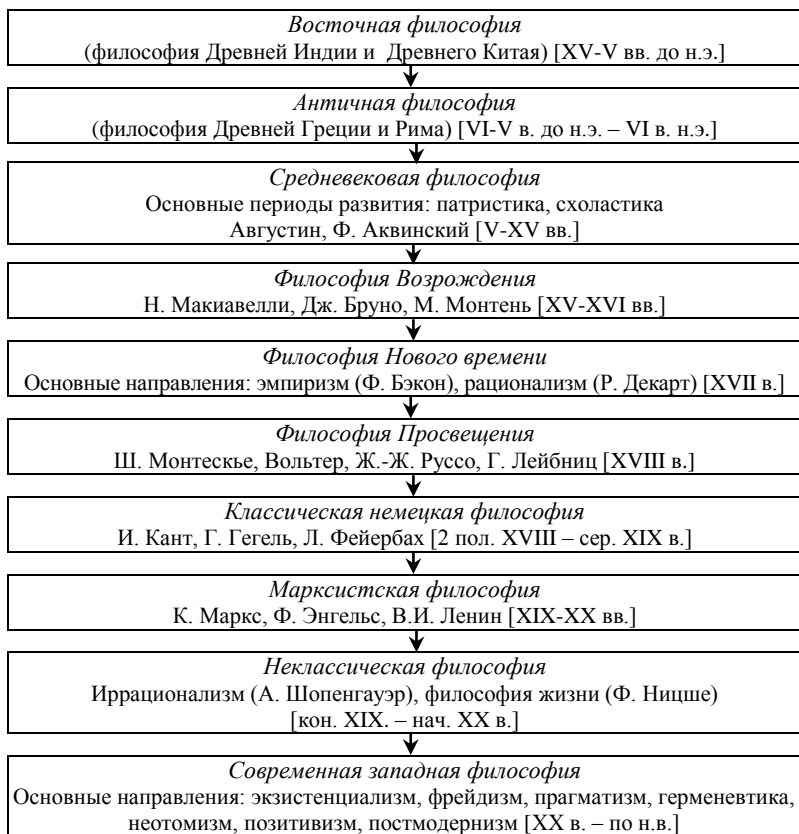 Восточная философия
(философия Древней Индии и Древнего Китая) [XV-V вв. до н.э.]
Античная философия
(философия Древней Греции и Рима) [VI-V в. до н.э. – VI в. н.э.]
Средневековая философия
Основные периоды развития: патристика, схоластика
Августин, Ф. Аквинский [V-XV вв.]
Философия Возрождения
Н. Макиавелли, Дж. Бруно, М. Монтень [XV-XVI вв.]
Философия Нового времени
Основные направления: эмпиризм (Ф. Бэкон), рационализм (Р. Декарт) [XVII в.]
Философия Просвещения
Ш. Монтескье, Вольтер, Ж.-Ж. Руссо, Г. Лейбниц [XVIII в.]
Классическая немецкая философия
И. Кант, Г. Гегель, Л. Фейербах [2 пол. XVIII – сер. XIX в.]
Марксистская философия
К. Маркс, Ф. Энгельс, В.И. Ленин [XIX-XX вв.]
Неклассическая философия
Иррационализм (А. Шопенгауэр), философия жизни (Ф. Ницше)
[кон. XIX. – нач. XX в.]
Современная западная философия
Основные направления: экзистенциализм, фрейдизм, прагматизм, герменевтика,
неотомизм, позитивизм, постмодернизм [XX в. – по н.в.]